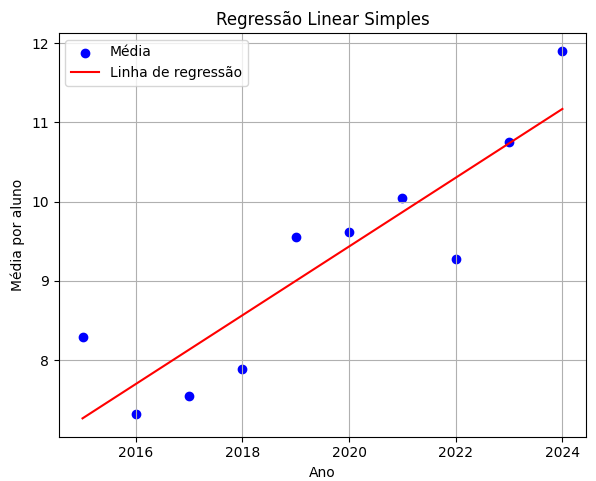 Regressão Linear Simples
Média
Linha de regressão
12
11
10
9
8
Média por aluno
2016
2018
2020
2022
2024
Ano